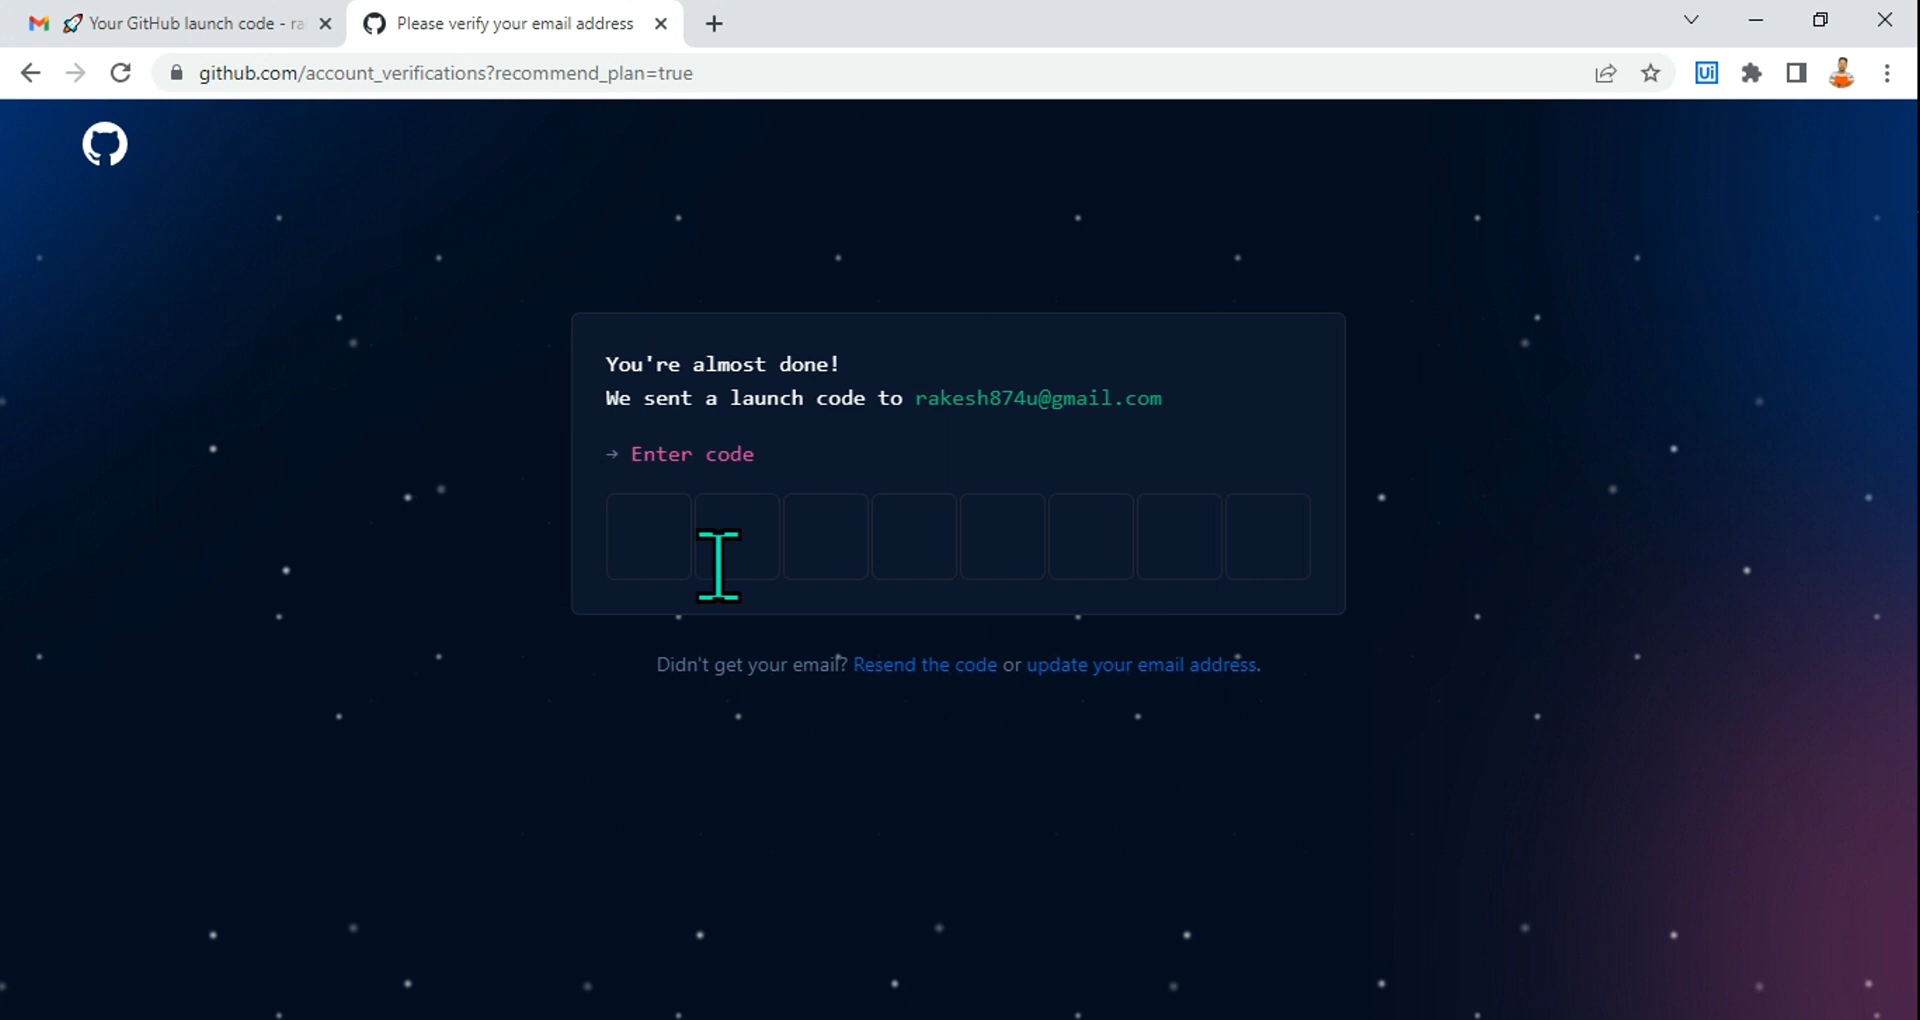 Your GitHub launch code - ra
Please verify your email address
github.com/account_verifications?recommend_plan=true
Ui
You're almost done!
We sent a launch code to rakesh874u@gmail.com
→ Enter code
Didn't get your email? Resend the code or update your email address.